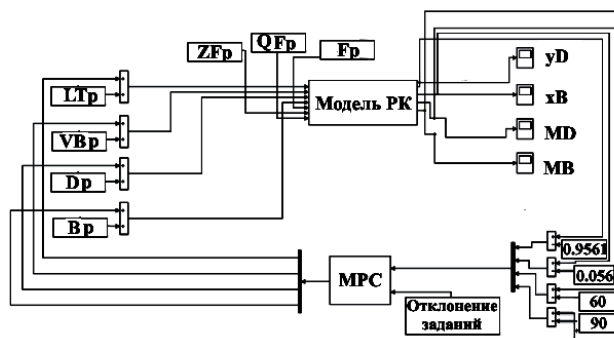 ZFp
QFp
Fp
LTp
VBp
Dp
Bp
Модель РК
yD
xB
MD
MB
МРС
Отклонение
заданий
0.9561
0.056
60
90